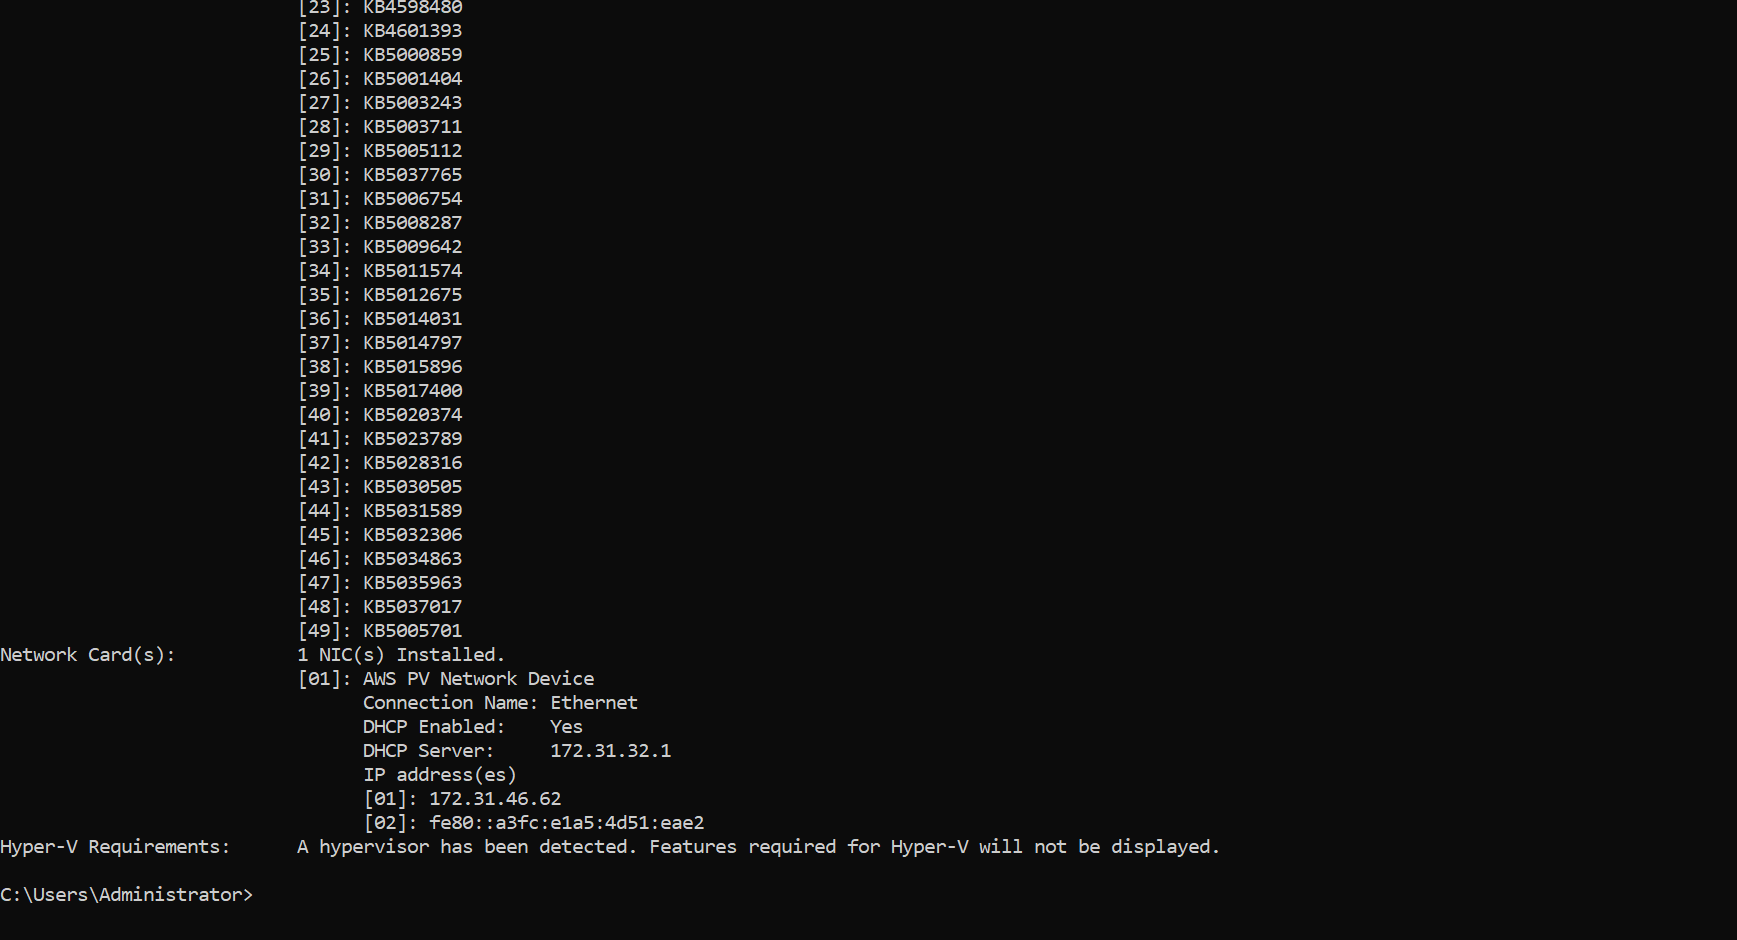 [23]: KB4598480
[24]: KB4601393
[25]: KB5000859
[26]: KB5001404
[27]: KB5003243
[28]: KB5003711
[29]: KB5005112
[30]: KB5037765
[31]: KB5006754
[32]: KB5008287
[33]: KB5009642
[34]: KB5011574
[35]: KB5012675
[36]: KB5014031
[37]: KB5014797
[38]: KB5015896
[39]: KB5017400
[40]: KB5020374
[41]: KB5023789
[42]: KB5028316
[43]: KB5030505
[44]: KB5031589
[45]: KB5032306
[46]: KB5034863
[47]: KB5035963
[48]: KB5037017
[49]: KB5005701
Network Card(s): 1 NIC(s) Installed.
[01]: AWS PV Network Device
Connection Name: Ethernet
DHCP Enabled: Yes
DHCP Server: 172.31.32.1
IP address(es)
[01]: 172.31.46.62
[02]: fe80::a3fc:e1a5:4d51:eae2
Hyper-V Requirements: A hypervisor has been detected. Features required for Hyper-V will not be displayed.
C:\Users\Administrator>